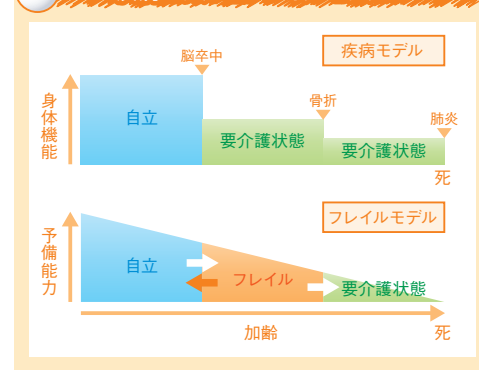 疾病モデル
脳卒中
骨折
肺炎
身体機能
自立
要介護状態
要介護状態
死
フレイルモデル
予備能力
自立
フレイル
要介護状態
加齢
死